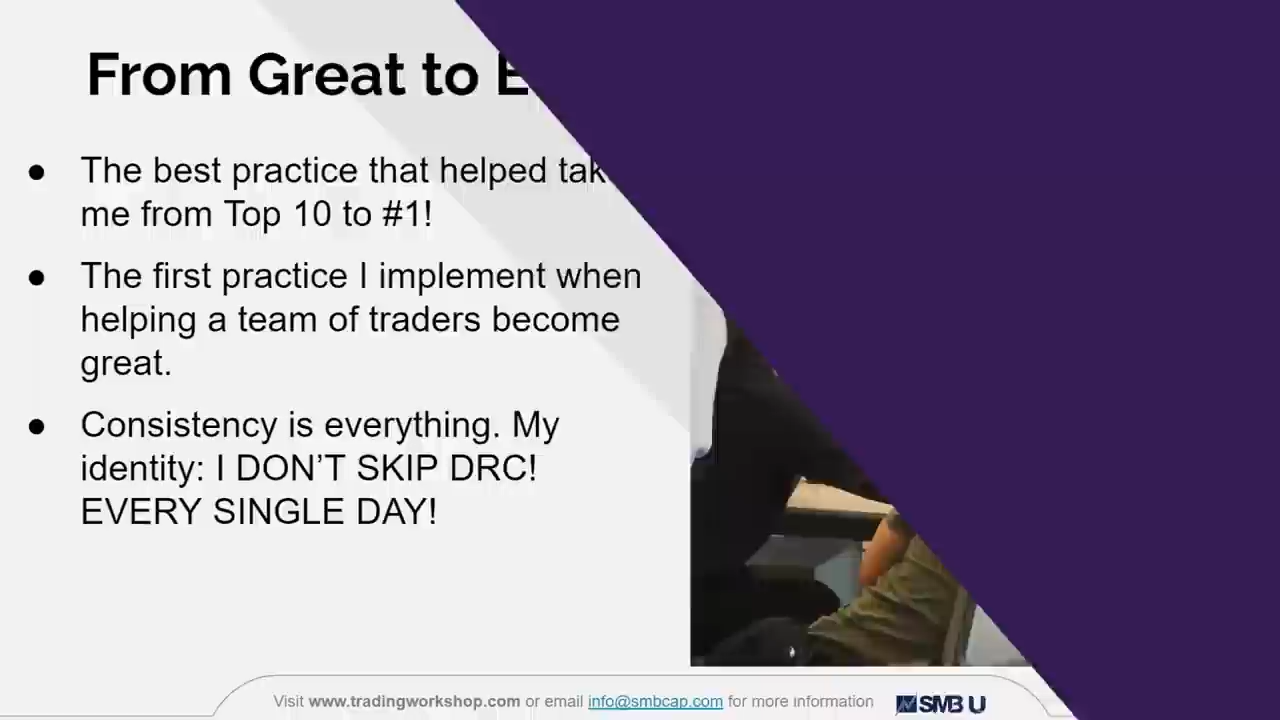 From Great to E
● The best practice that helped tak
me from Top 10 to #1!
● The first practice I implement when
helping a team of traders become
great.
● Consistency is everything. My
identity: I DON'T SKIP DRC!
EVERY SINGLE DAY!
Visit www.tradingworkshop.com or email info@smbcap.com for more information SMB U